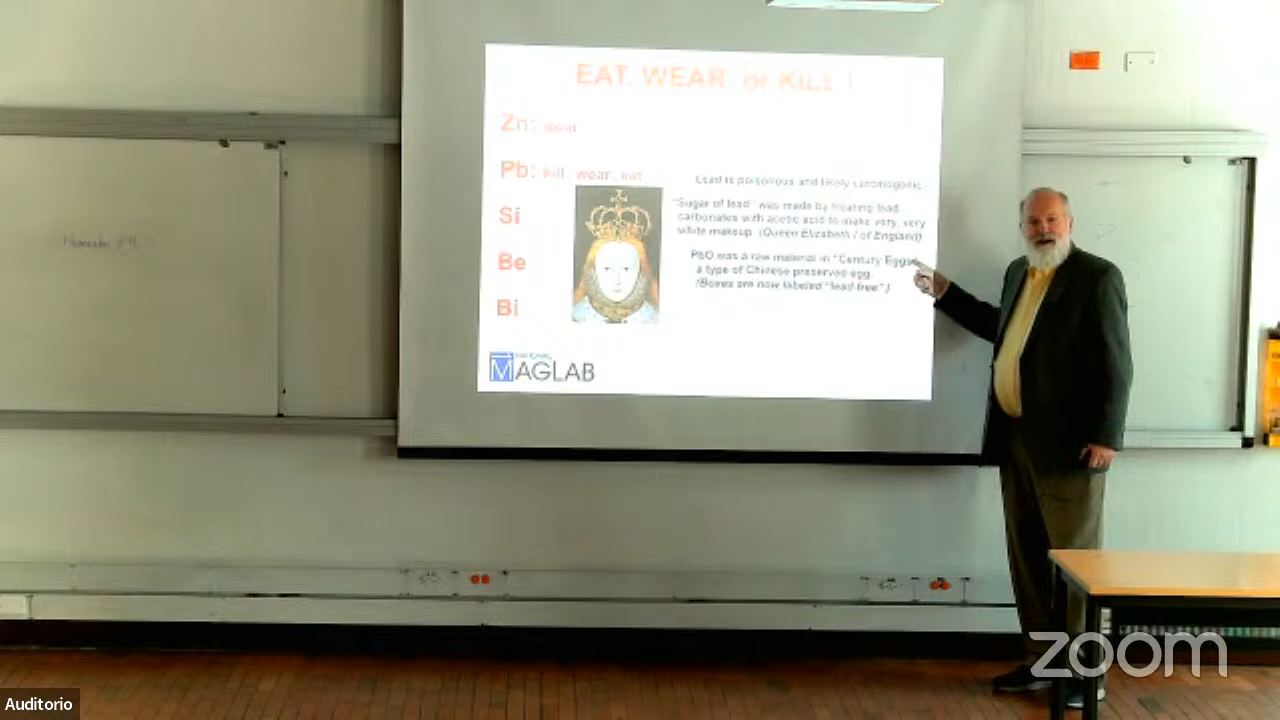 EAT, WEAR, or KILL !
Zn: wear
Pb: kill, wear, eat
Lead is poisonous and likely carcinogenic.
"Sugar of lead" was made by treating lead
carbonates with acetic acid to make very, very
white makeup. (Queen Elizabeth I of England)
PbO was a raw material in "Century Eggs",
a type of Chinese preserved egg.
(Boxes are now labeled "lead-free")
Si
Be
Bi
MAGLAB
zoom
Auditorio